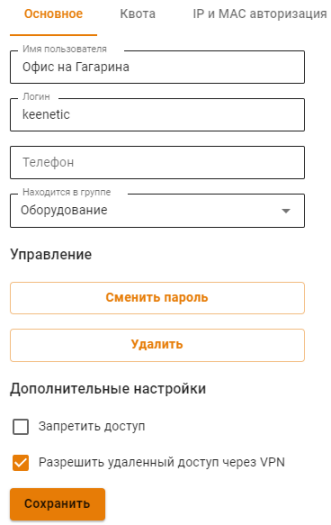 Основное Квота IP и MAC авторизация
Имя пользователя
Офис на Гагарина
Логин
keenetic
Телефон
Находится в группе
Оборудование
Управление
Сменить пароль
Удалить
Дополнительные настройки
Запретить доступ
Разрешить удаленный доступ через VPN
Сохранить